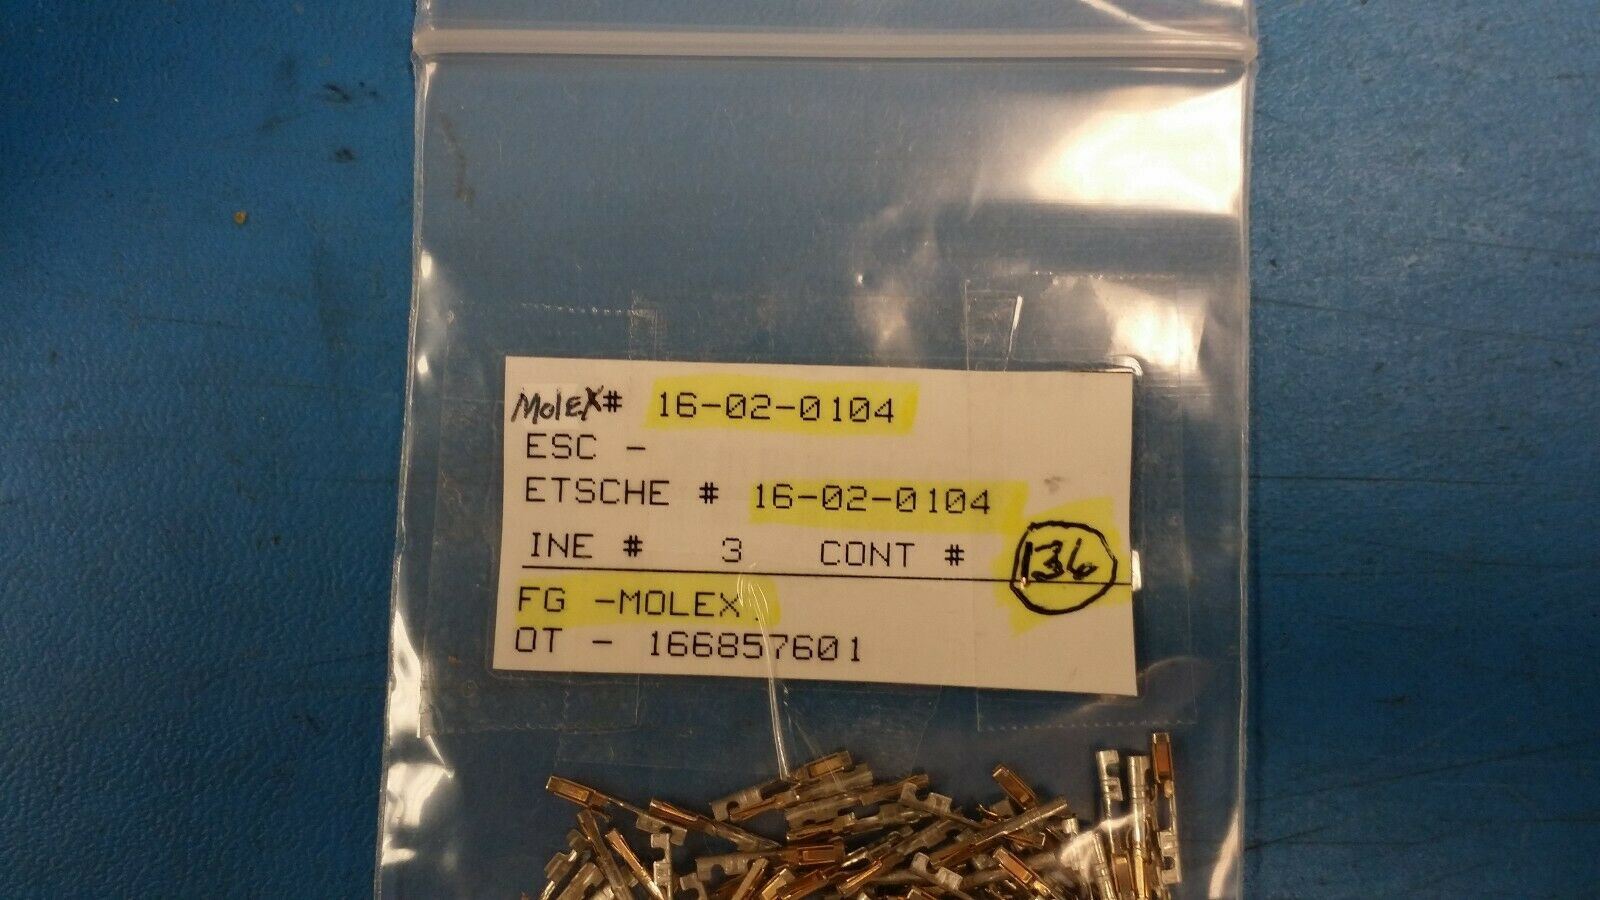 Molex# 16-02-0104
ESC -
ETSCHE # 16-02-0104
INE # 3 CONT # 136
FG -MOLEX
OT - 166857601